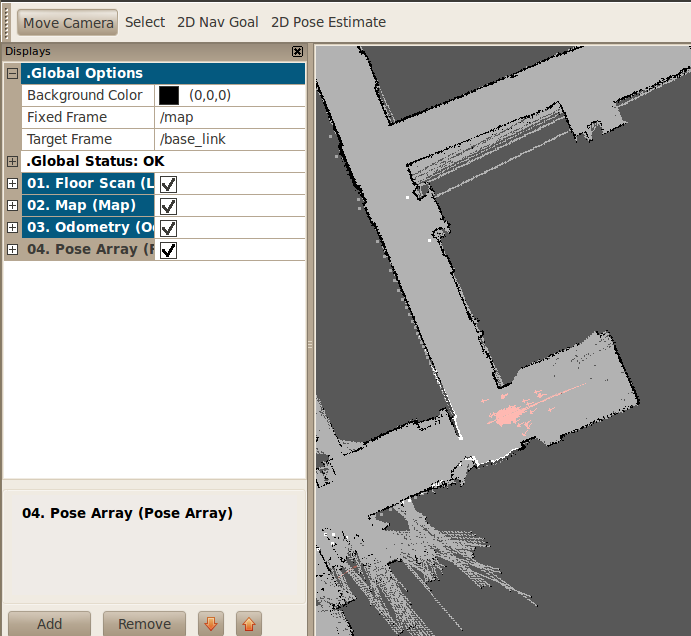 Move Camera Select 2D Nav Goal 2D Pose Estimate
Displays
.Global Options
Background Color (0,0,0)
Fixed Frame /map
Target Frame /base_link
.Global Status: OK
01. Floor Scan (L
02. Map (Map)
03. Odometry (O
04. Pose Array (
04. Pose Array (Pose Array)
Add Remove